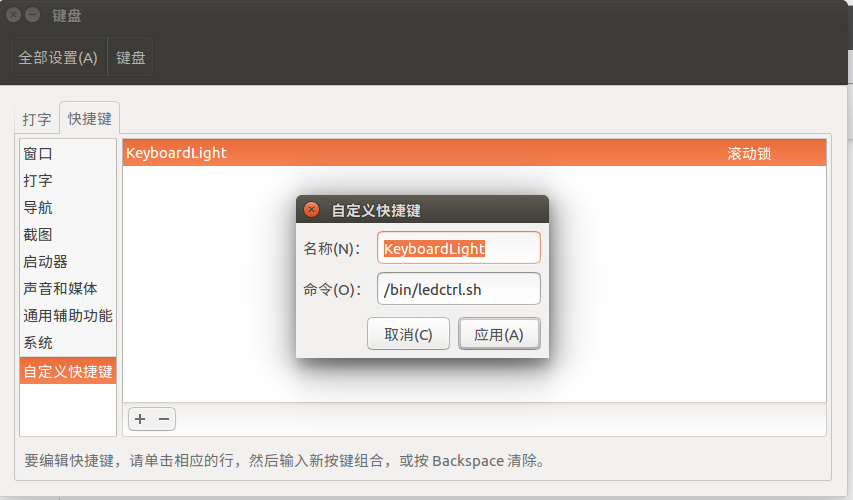 键盘
全部设置(A) 键盘
打字 快捷键
窗口
打字
导航
截图
启动器
声音和媒体
通用辅助功能
系统
自定义快捷键
KeyboardLight 滚动锁
自定义快捷键
名称(N)： KeyboardLight
命令(O)： /bin/ledctrl.sh
取消(C) 应用(A)
+ −
要编辑快捷键，请单击相应的行，然后输入新按键组合，或按 Backspace 清除。